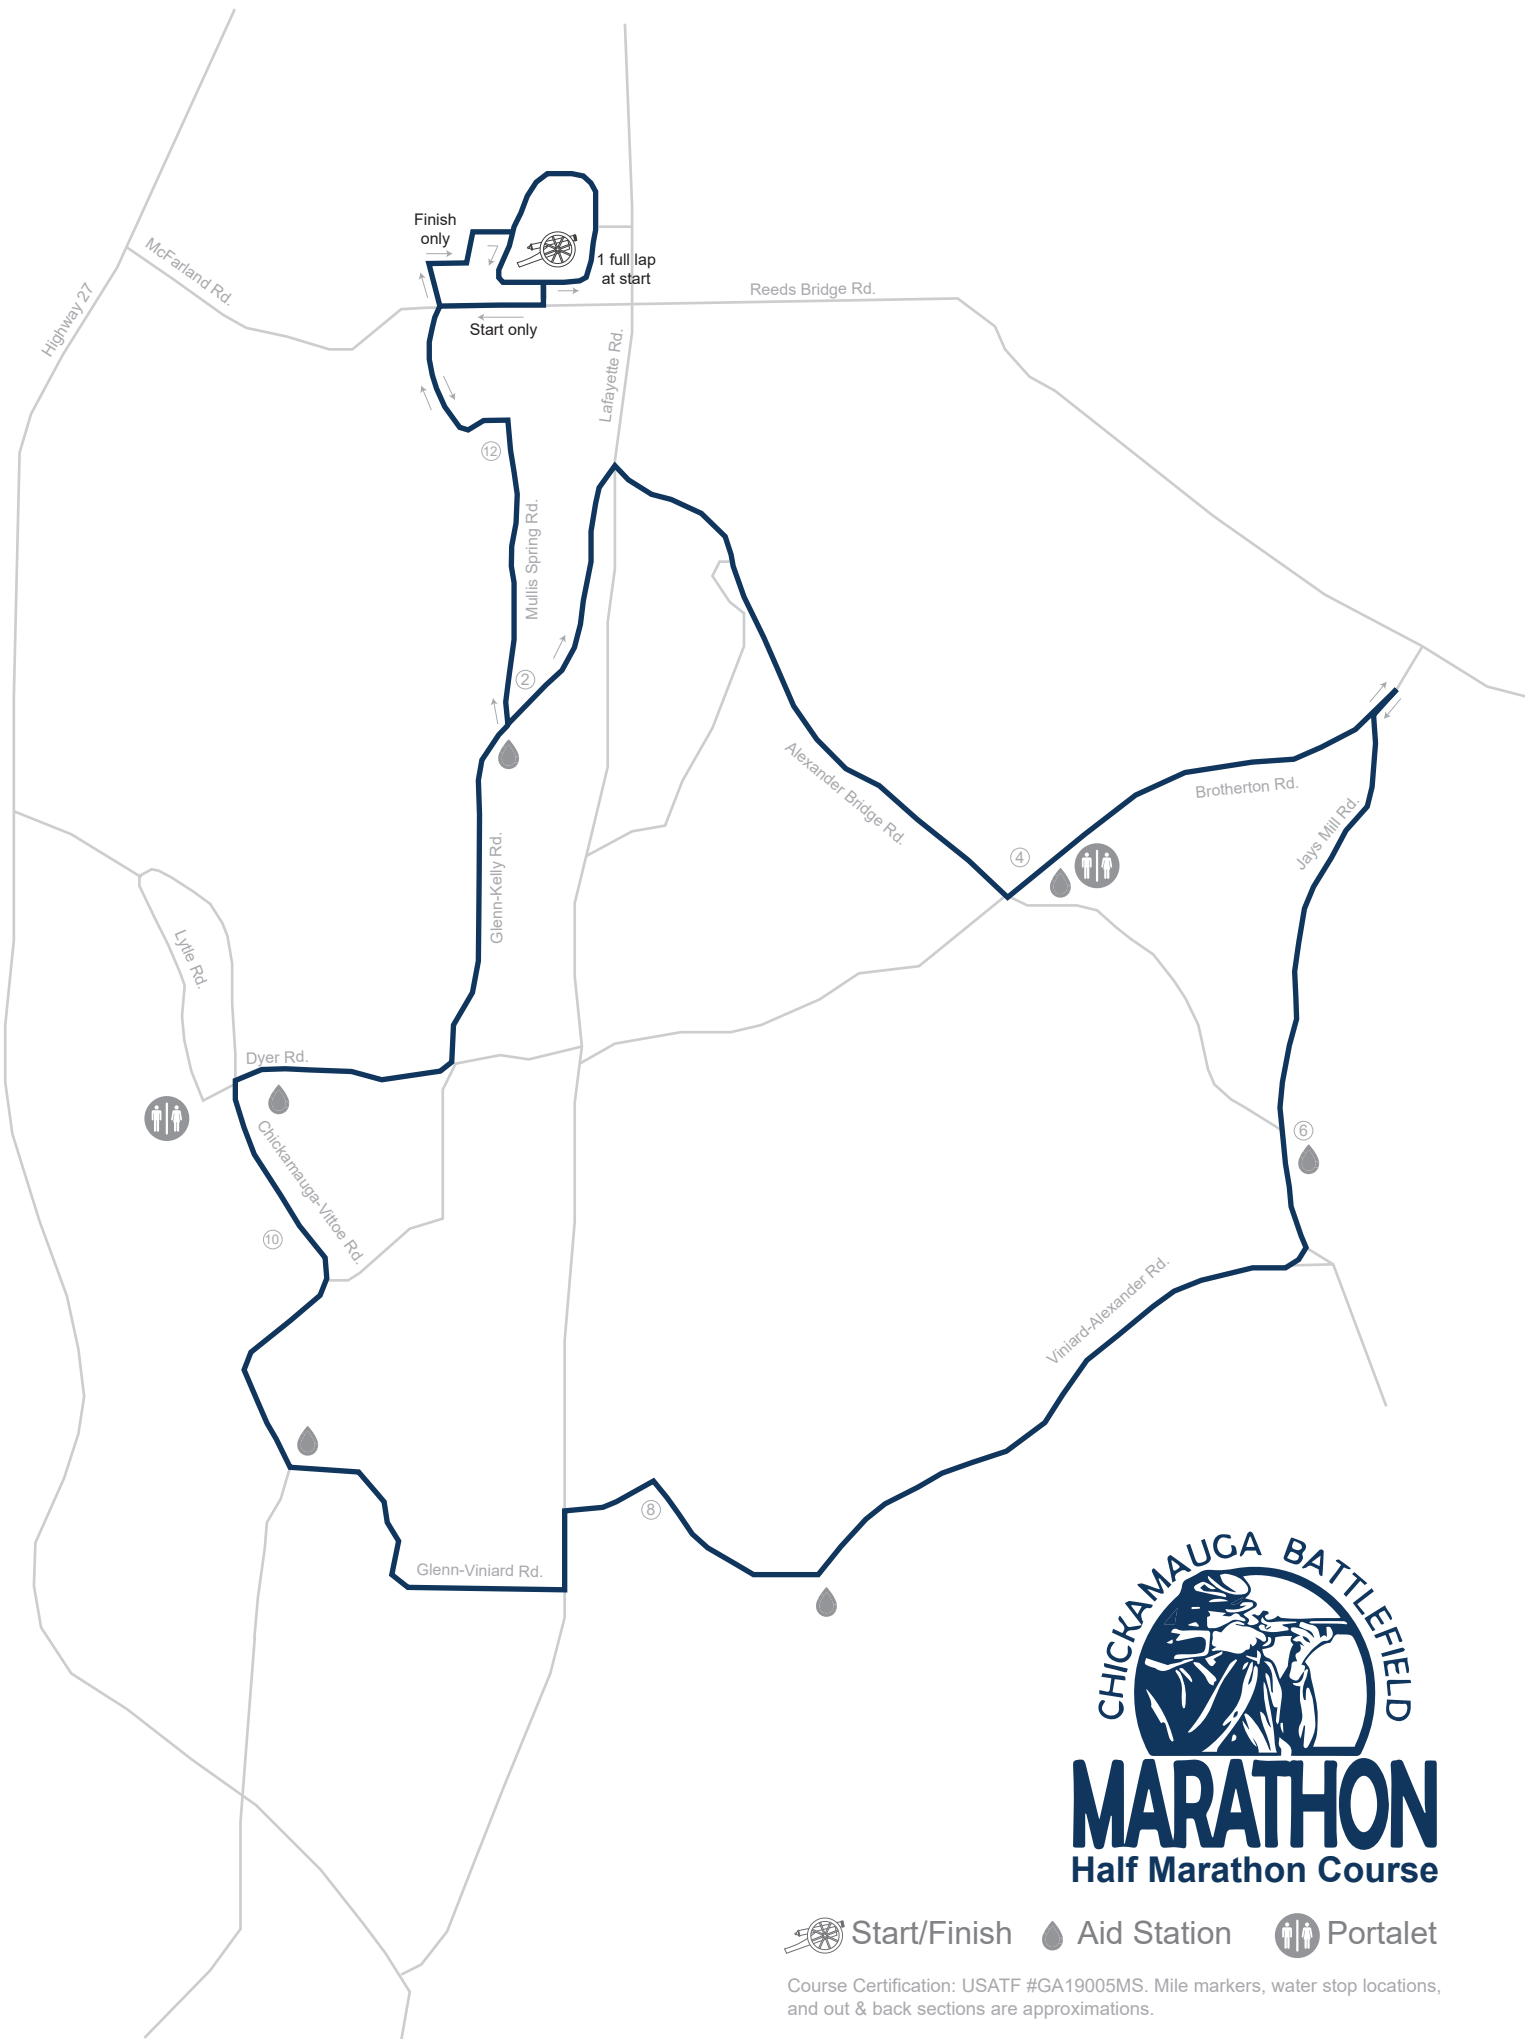 Finish
only
McFarland Rd.
Highway 27
1 full lap
at start
Reeds Bridge Rd.
Start only
Lafayette Rd.
12
Mullis Spring Rd.
2
Alexander Bridge Rd.
Brotherton Rd.
Jays Mill Rd.
4
Glenn-Kelly Rd.
Lytle Rd.
Dyer Rd.
Chickamauga-Vittoe Rd.
6
10
Viniard-Alexander Rd.
8
Glenn-Viniard Rd.
CHICKAMAUGA BATTLEFIELD
MARATHON
Half Marathon Course
Start/Finish Aid Station Portalet
Course Certification: USATF #GA19005MS. Mile markers, water stop locations,
and out & back sections are approximations.